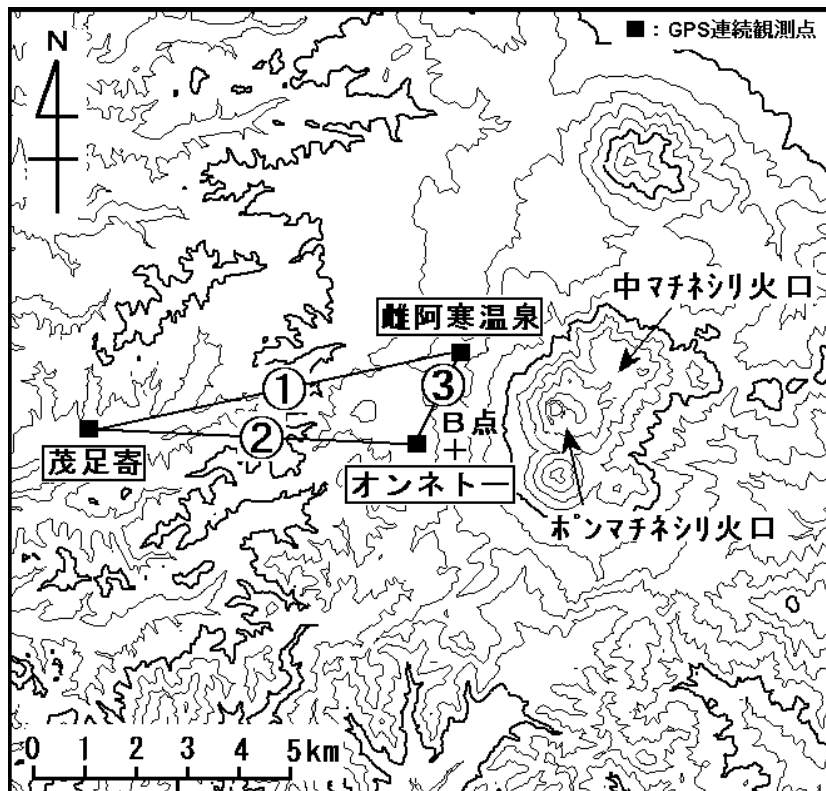 ■：GPS連続観測点
N
中マチネシリ火口
雌阿寒温泉
①
③
②
B点
茂足寄
オンネトー
ポンマチネシリ火口
0 1 2 3 4 5km